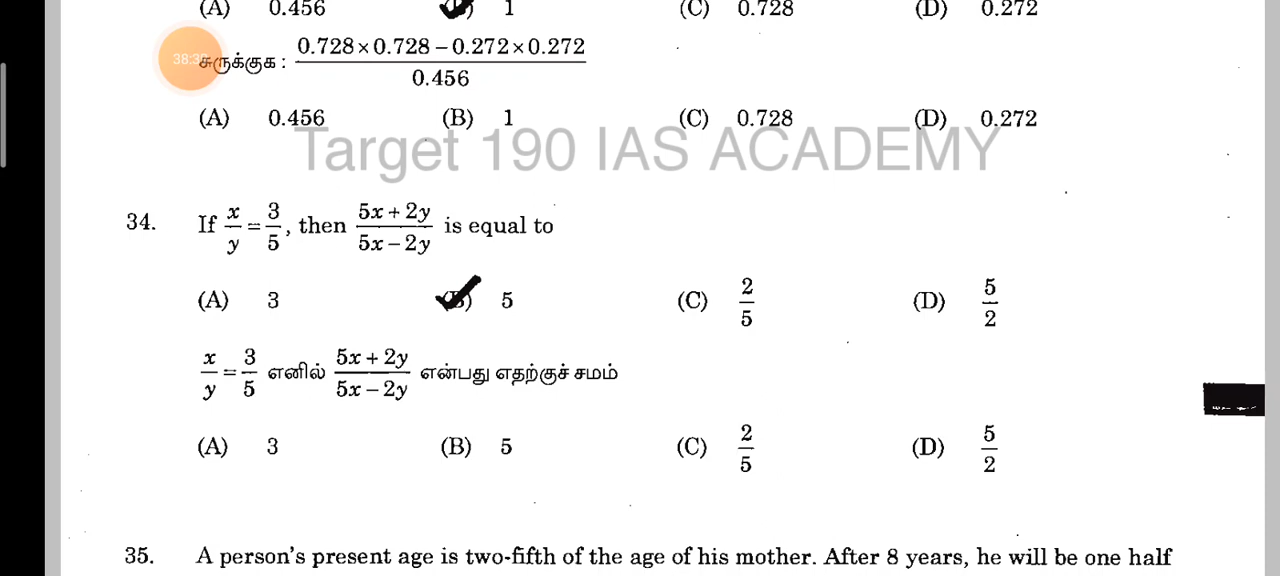 (A) 0.456 1 (C) 0.728 (D) 0.272
38:3
சுருக்குக : 0.728 × 0.728 – 0.272 × 0.272 / 0.456
(A) 0.456 (B) 1 (C) 0.728 (D) 0.272
Target 190 IAS ACADEMY
34. If x/y = 3/5, then 5x + 2y / 5x – 2y is equal to
(A) 3 (B) 5 (C) 2/5 (D) 5/2
x/y = 3/5 எனில் 5x + 2y / 5x – 2y என்பது எதற்குச் சமம்
(A) 3 (B) 5 (C) 2/5 (D) 5/2
35. A person's present age is two-fifth of the age of his mother. After 8 years, he will be one half